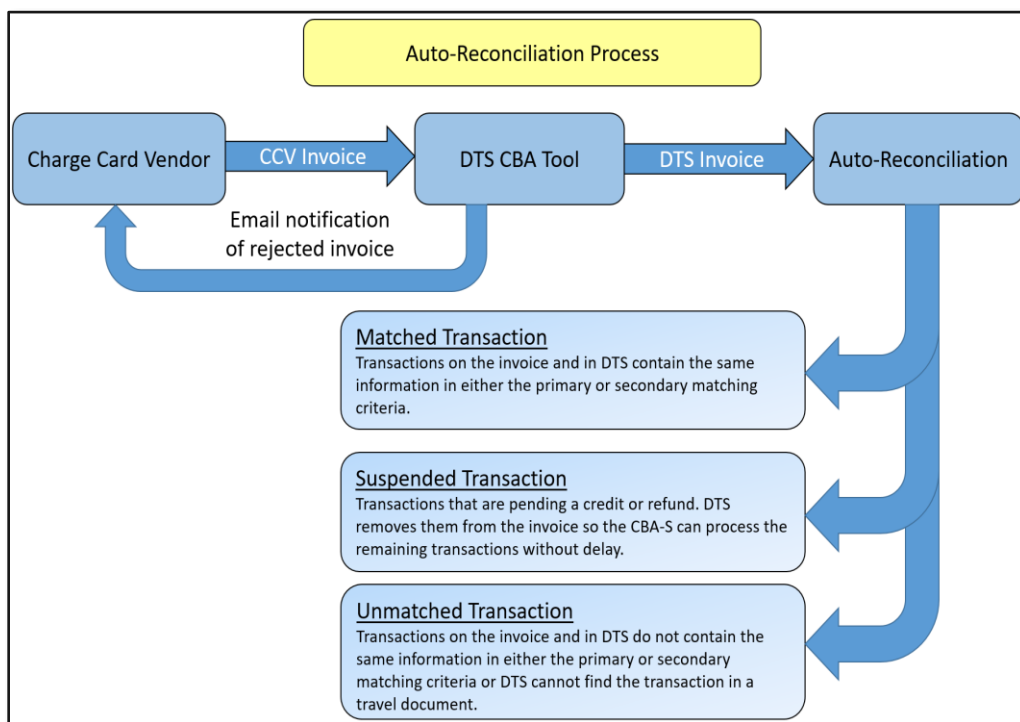 Auto-Reconciliation Process
Charge Card Vendor
CCV Invoice
DTS CBA Tool
DTS Invoice
Auto-Reconciliation
Email notification
of rejected invoice
Matched Transaction
Transactions on the invoice and in DTS contain the same
information in either the primary or secondary matching
criteria.
Suspended Transaction
Transactions that are pending a credit or refund. DTS
removes them from the invoice so the CBA-S can process the
remaining transactions without delay.
Unmatched Transaction
Transactions on the invoice and in DTS do not contain the
same information in either the primary or secondary
matching criteria or DTS cannot find the transaction in a
travel document.